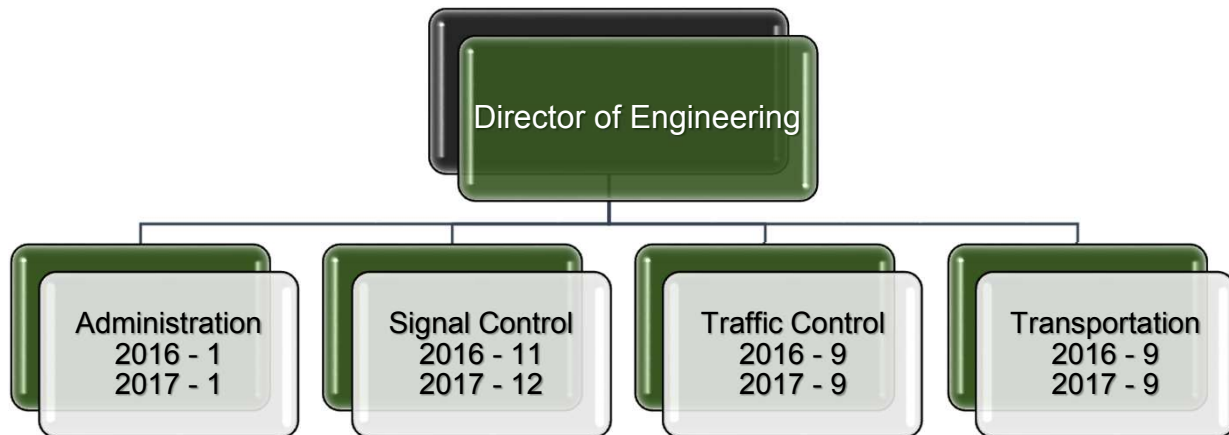 Director of Engineering
Administration
2016 - 1
2017 - 1
Signal Control
2016 - 11
2017 - 12
Traffic Control
2016 - 9
2017 - 9
Transportation
2016 - 9
2017 - 9